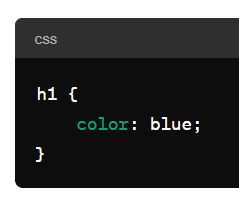 css
h1 {
    color: blue;
}